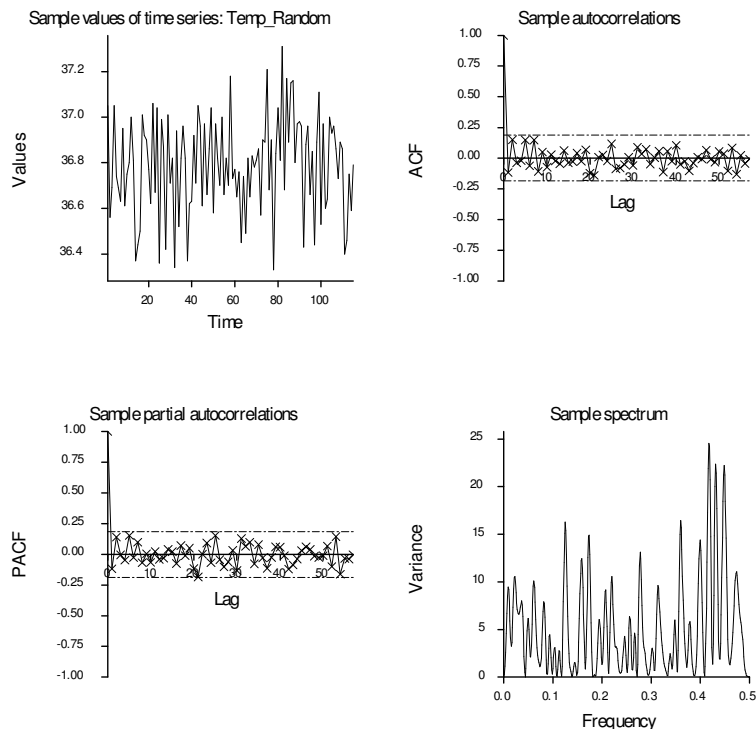 Sample values of time series: Temp_Random
Values
37.2
37.0
36.8
36.6
36.4
20 40 60 80 100
Time
Sample autocorrelations
ACF
1.00
0.75
0.50
0.25
0.00
-0.25
-0.50
-0.75
-1.00
0 10 20 30 40 50
Lag
Sample partial autocorrelations
PACF
1.00
0.75
0.50
0.25
0.00
-0.25
-0.50
-0.75
-1.00
0 10 20 30 40 50
Lag
Sample spectrum
Variance
25
20
15
10
5
0
0.0 0.1 0.2 0.3 0.4 0.5
Frequency